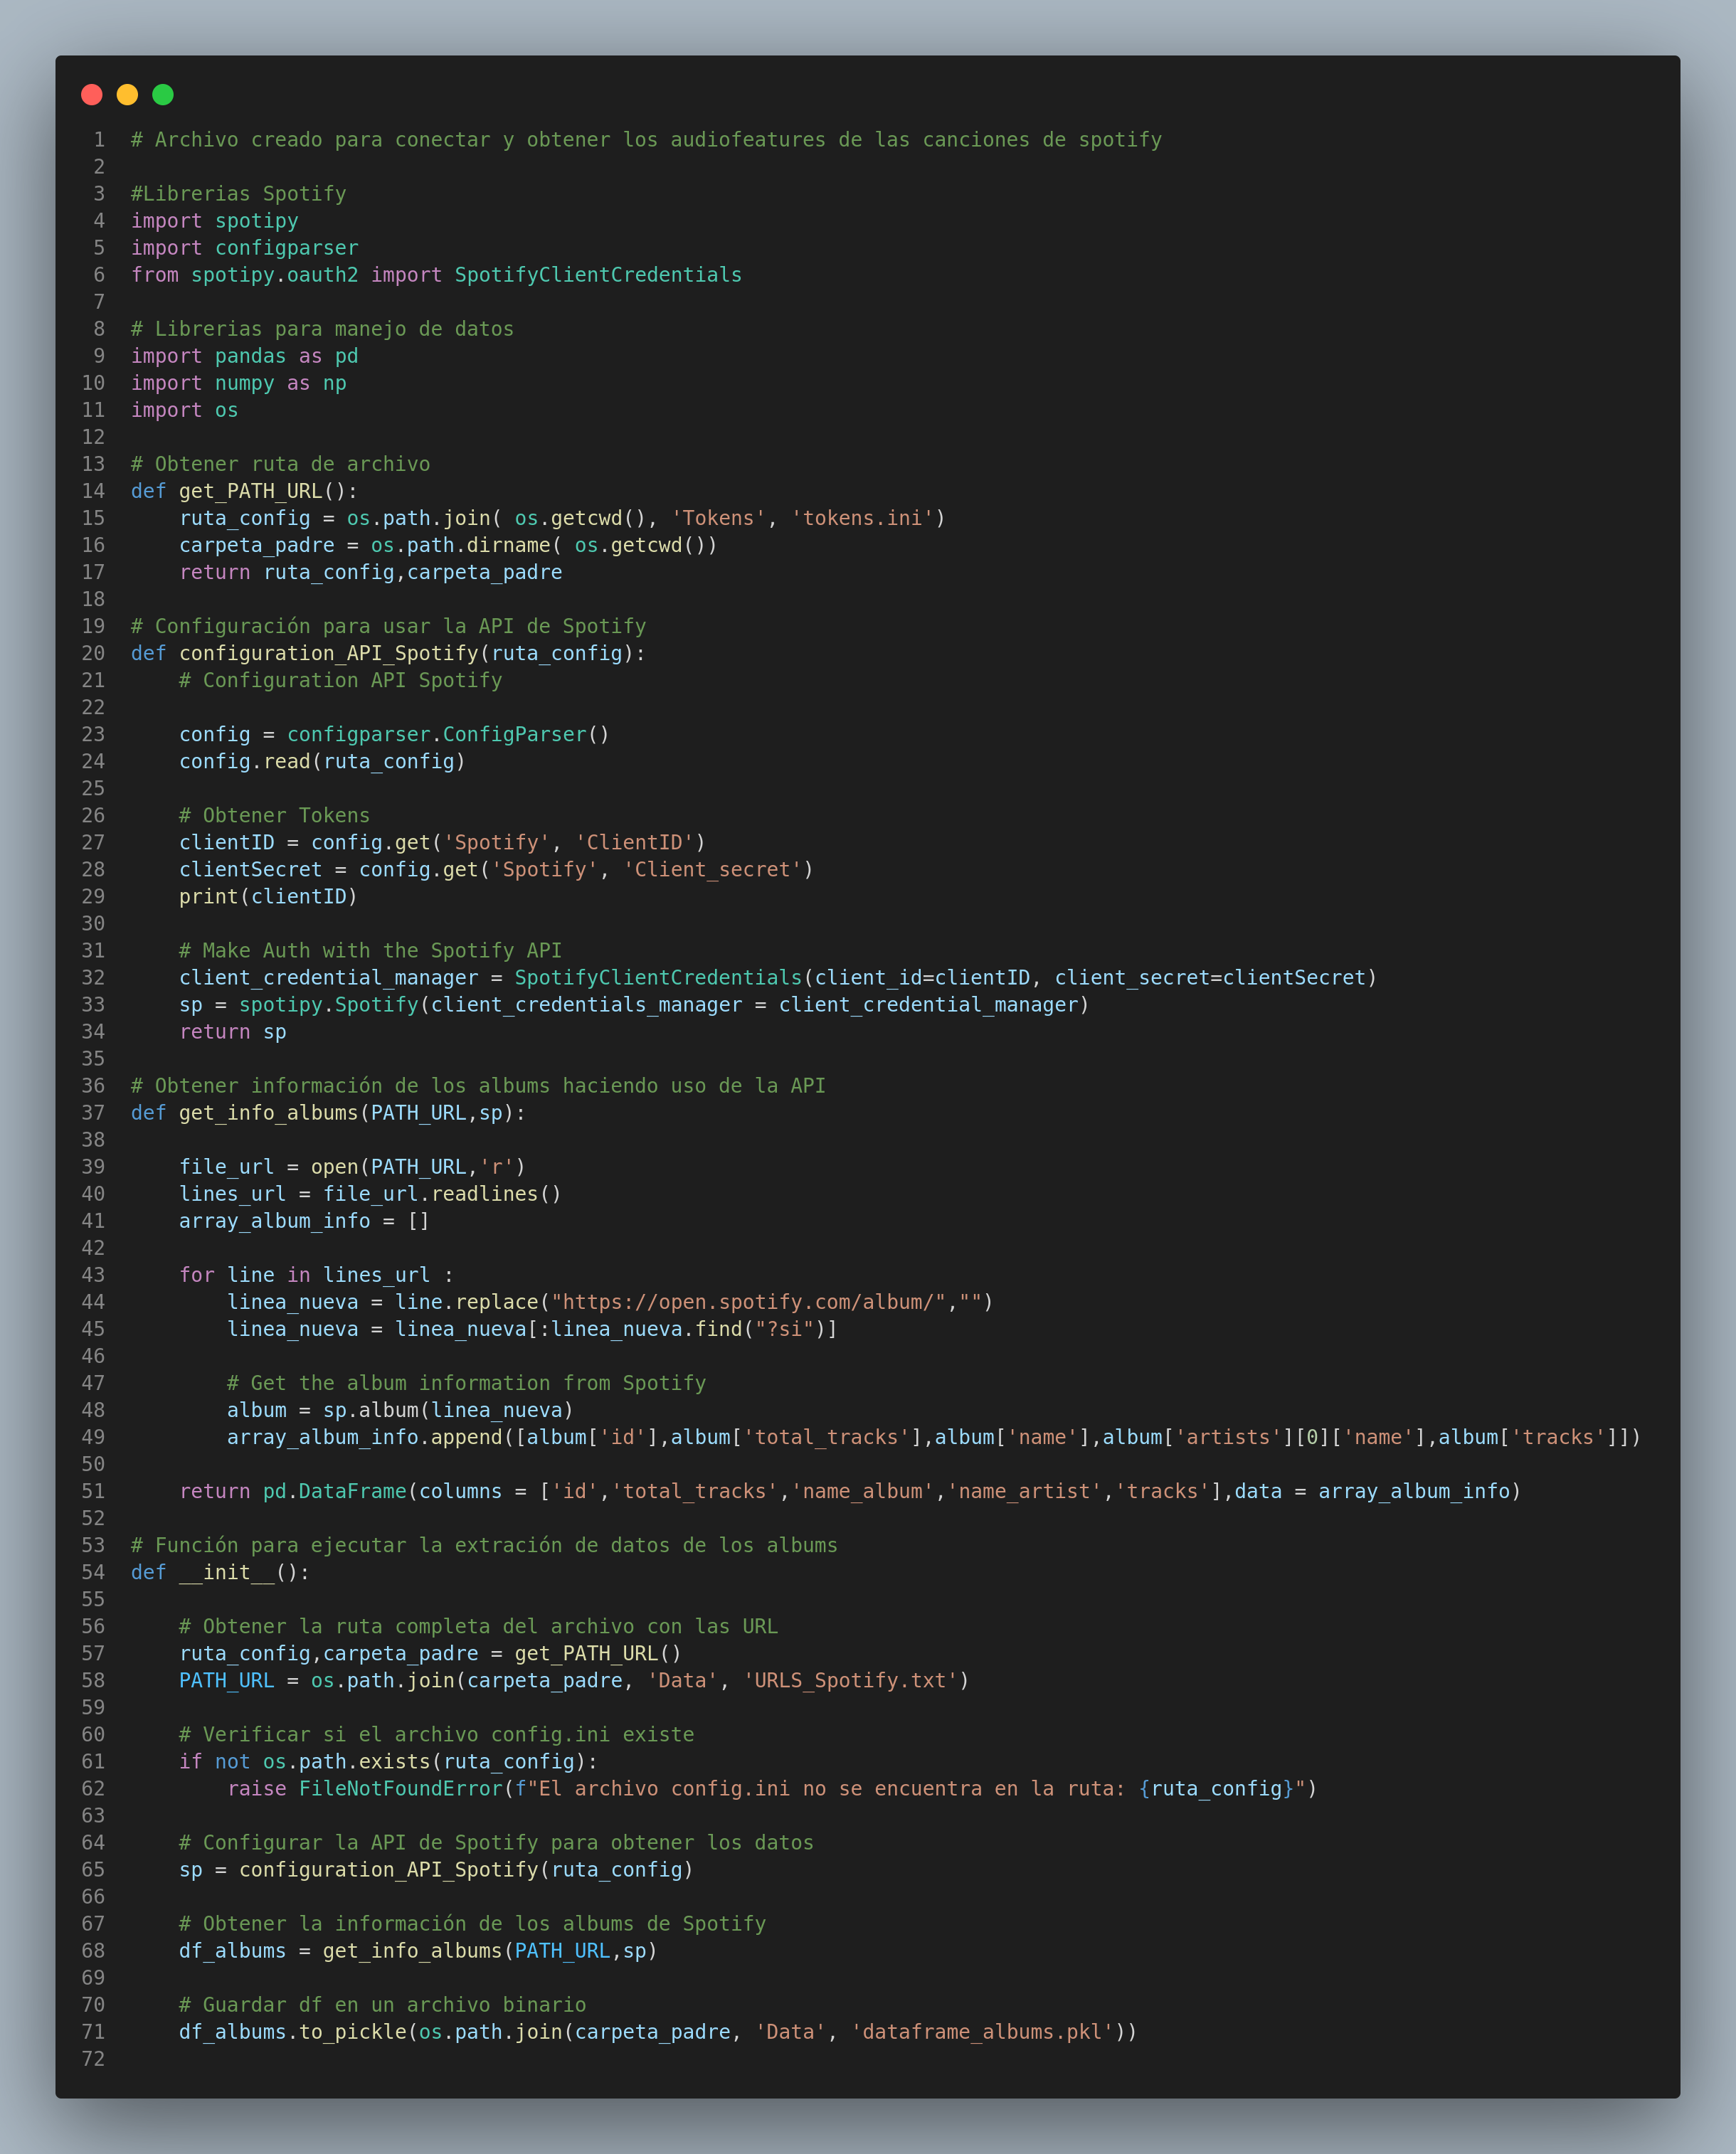 1 # Archivo creado para conectar y obtener los audiofeatures de las canciones de spotify
2
3 #Librerias Spotify
4 import spotipy
5 import configparser
6 from spotipy.oauth2 import SpotifyClientCredentials
7
8 # Librerias para manejo de datos
9 import pandas as pd
10 import numpy as np
11 import os
12
13 # Obtener ruta de archivo
14 def get_PATH_URL():
15     ruta_config = os.path.join( os.getcwd(), 'Tokens', 'tokens.ini')
16     carpeta_padre = os.path.dirname( os.getcwd())
17     return ruta_config,carpeta_padre
18
19 # Configuración para usar la API de Spotify
20 def configuration_API_Spotify(ruta_config):
21     # Configuration API Spotify
22
23     config = configparser.ConfigParser()
24     config.read(ruta_config)
25
26     # Obtener Tokens
27     clientID = config.get('Spotify', 'ClientID')
28     clientSecret = config.get('Spotify', 'Client_secret')
29     print(clientID)
30
31     # Make Auth with the Spotify API
32     client_credential_manager = SpotifyClientCredentials(client_id=clientID, client_secret=clientSecret)
33     sp = spotipy.Spotify(client_credentials_manager = client_credential_manager)
34     return sp
35
36 # Obtener información de los albums haciendo uso de la API
37 def get_info_albums(PATH_URL,sp):
38
39     file_url = open(PATH_URL,'r')
40     lines_url = file_url.readlines()
41     array_album_info = []
42
43     for line in lines_url :
44         linea_nueva = line.replace("https://open.spotify.com/album/","")
45         linea_nueva = linea_nueva[:linea_nueva.find("?si")]
46
47         # Get the album information from Spotify
48         album = sp.album(linea_nueva)
49         array_album_info.append([album['id'],album['total_tracks'],album['name'],album['artists'][0]['name'],album['tracks']])
50
51     return pd.DataFrame(columns = ['id','total_tracks','name_album','name_artist','tracks'],data = array_album_info)
52
53 # Función para ejecutar la extración de datos de los albums
54 def __init__():
55
56     # Obtener la ruta completa del archivo con las URL
57     ruta_config,carpeta_padre = get_PATH_URL()
58     PATH_URL = os.path.join(carpeta_padre, 'Data', 'URLS_Spotify.txt')
59
60     # Verificar si el archivo config.ini existe
61     if not os.path.exists(ruta_config):
62         raise FileNotFoundError(f"El archivo config.ini no se encuentra en la ruta: {ruta_config}")
63
64     # Configurar la API de Spotify para obtener los datos
65     sp = configuration_API_Spotify(ruta_config)
66
67     # Obtener la información de los albums de Spotify
68     df_albums = get_info_albums(PATH_URL,sp)
69
70     # Guardar df en un archivo binario
71     df_albums.to_pickle(os.path.join(carpeta_padre, 'Data', 'dataframe_albums.pkl'))
72